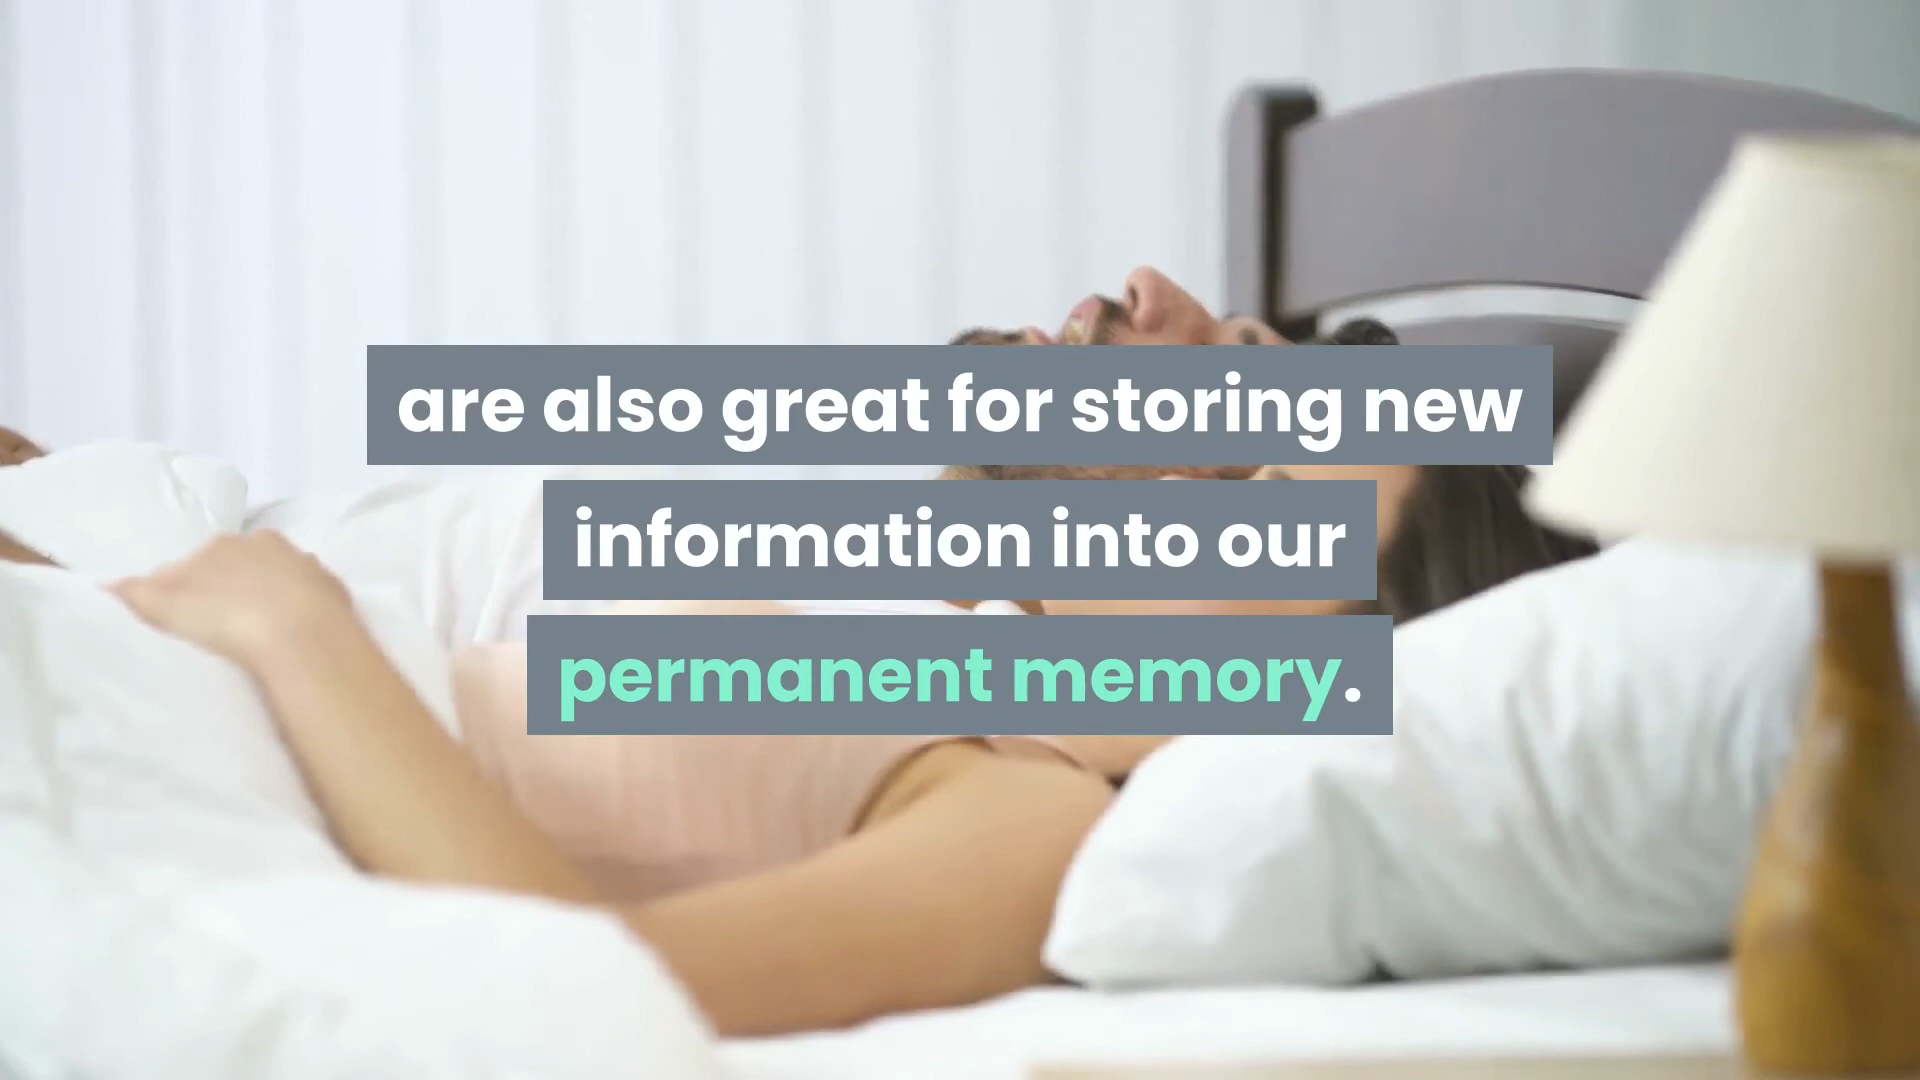 are also great for storing new
information into our
permanent memory.